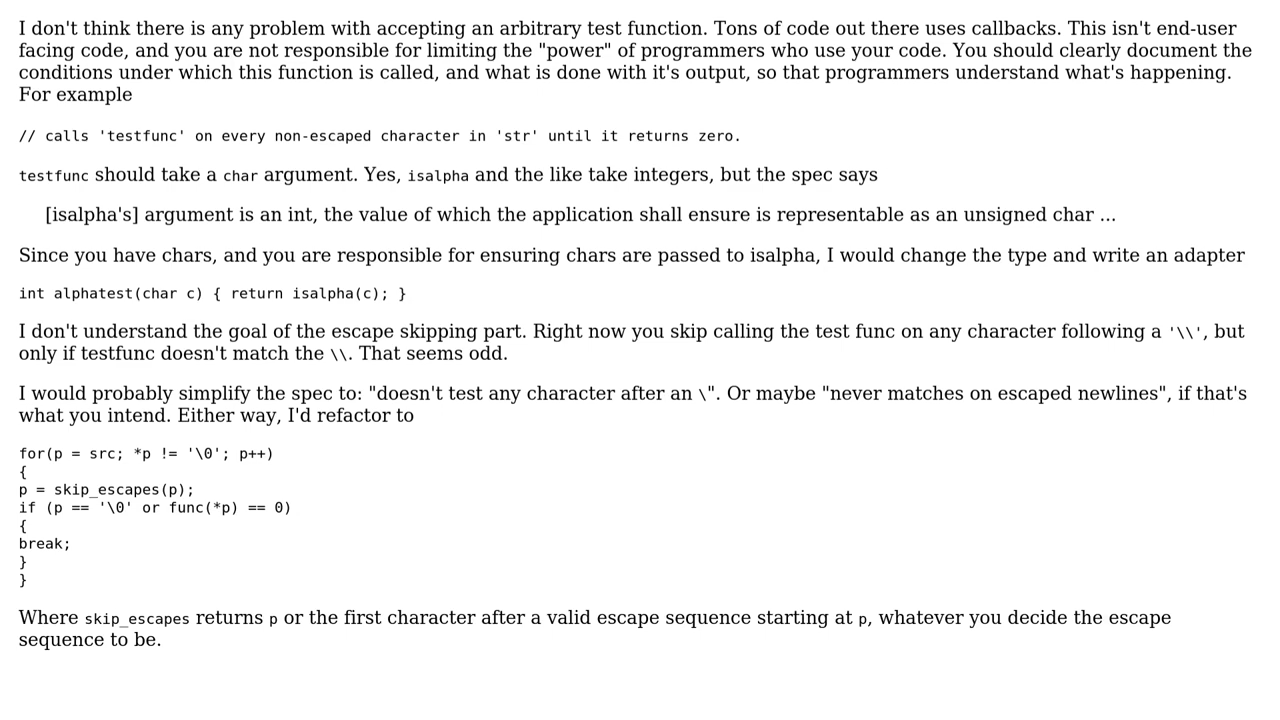 I don't think there is any problem with accepting an arbitrary test function. Tons of code out there uses callbacks. This isn't end-user
facing code, and you are not responsible for limiting the "power" of programmers who use your code. You should clearly document the
conditions under which this function is called, and what is done with it's output, so that programmers understand what's happening.
For example
// calls 'testfunc' on every non-escaped character in 'str' until it returns zero.
testfunc should take a char argument. Yes, isalpha and the like take integers, but the spec says
[isalpha's] argument is an int, the value of which the application shall ensure is representable as an unsigned char ...
Since you have chars, and you are responsible for ensuring chars are passed to isalpha, I would change the type and write an adapter
int alphatest(char c) { return isalpha(c); }
I don't understand the goal of the escape skipping part. Right now you skip calling the test func on any character following a '\\', but
only if testfunc doesn't match the \\. That seems odd.
I would probably simplify the spec to: "doesn't test any character after an \". Or maybe "never matches on escaped newlines", if that's
what you intend. Either way, I'd refactor to
for(p = src; *p != '\0'; p++)
{
p = skip_escapes(p);
if (p == '\0' or func(*p) == 0)
{
break;
}
}
Where skip_escapes returns p or the first character after a valid escape sequence starting at p, whatever you decide the escape
sequence to be.